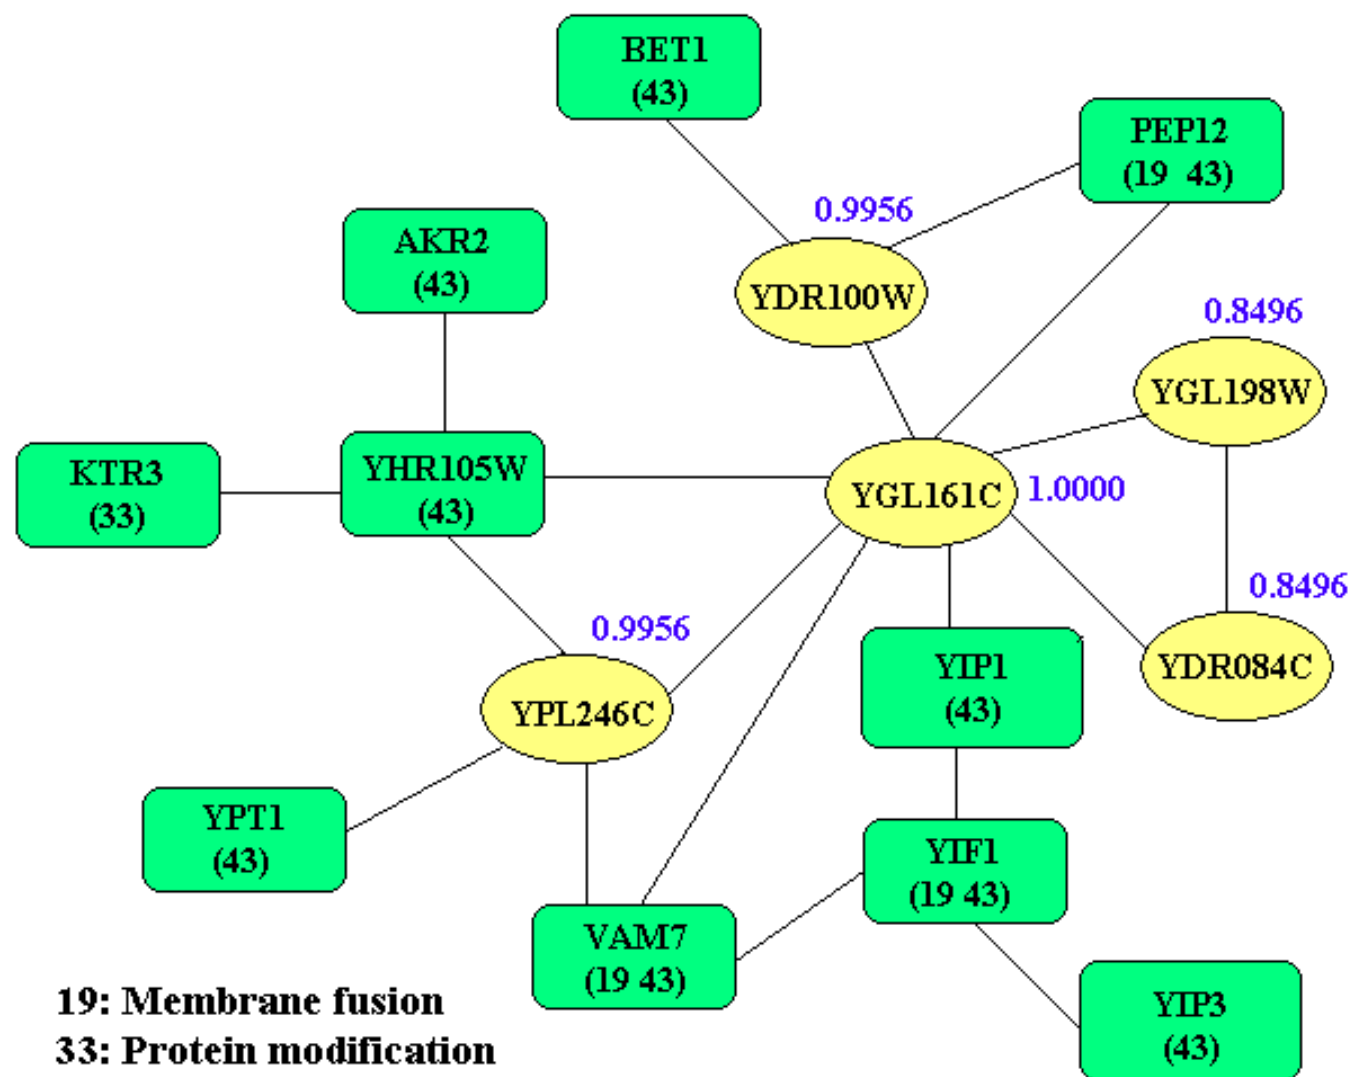 BET1
(43)
PEP12
(19 43)
0.9956
AKR2
(43)
YDR100W
0.8496
YGL198W
KTR3
(33)
YHR105W
(43)
YGL161C
1.0000
0.8496
0.9956
YIP1
(43)
YDR084C
YPL246C
YPT1
(43)
YIF1
(19 43)
VAM7
(19 43)
YIP3
(43)
19: Membrane fusion
33: Protein modification